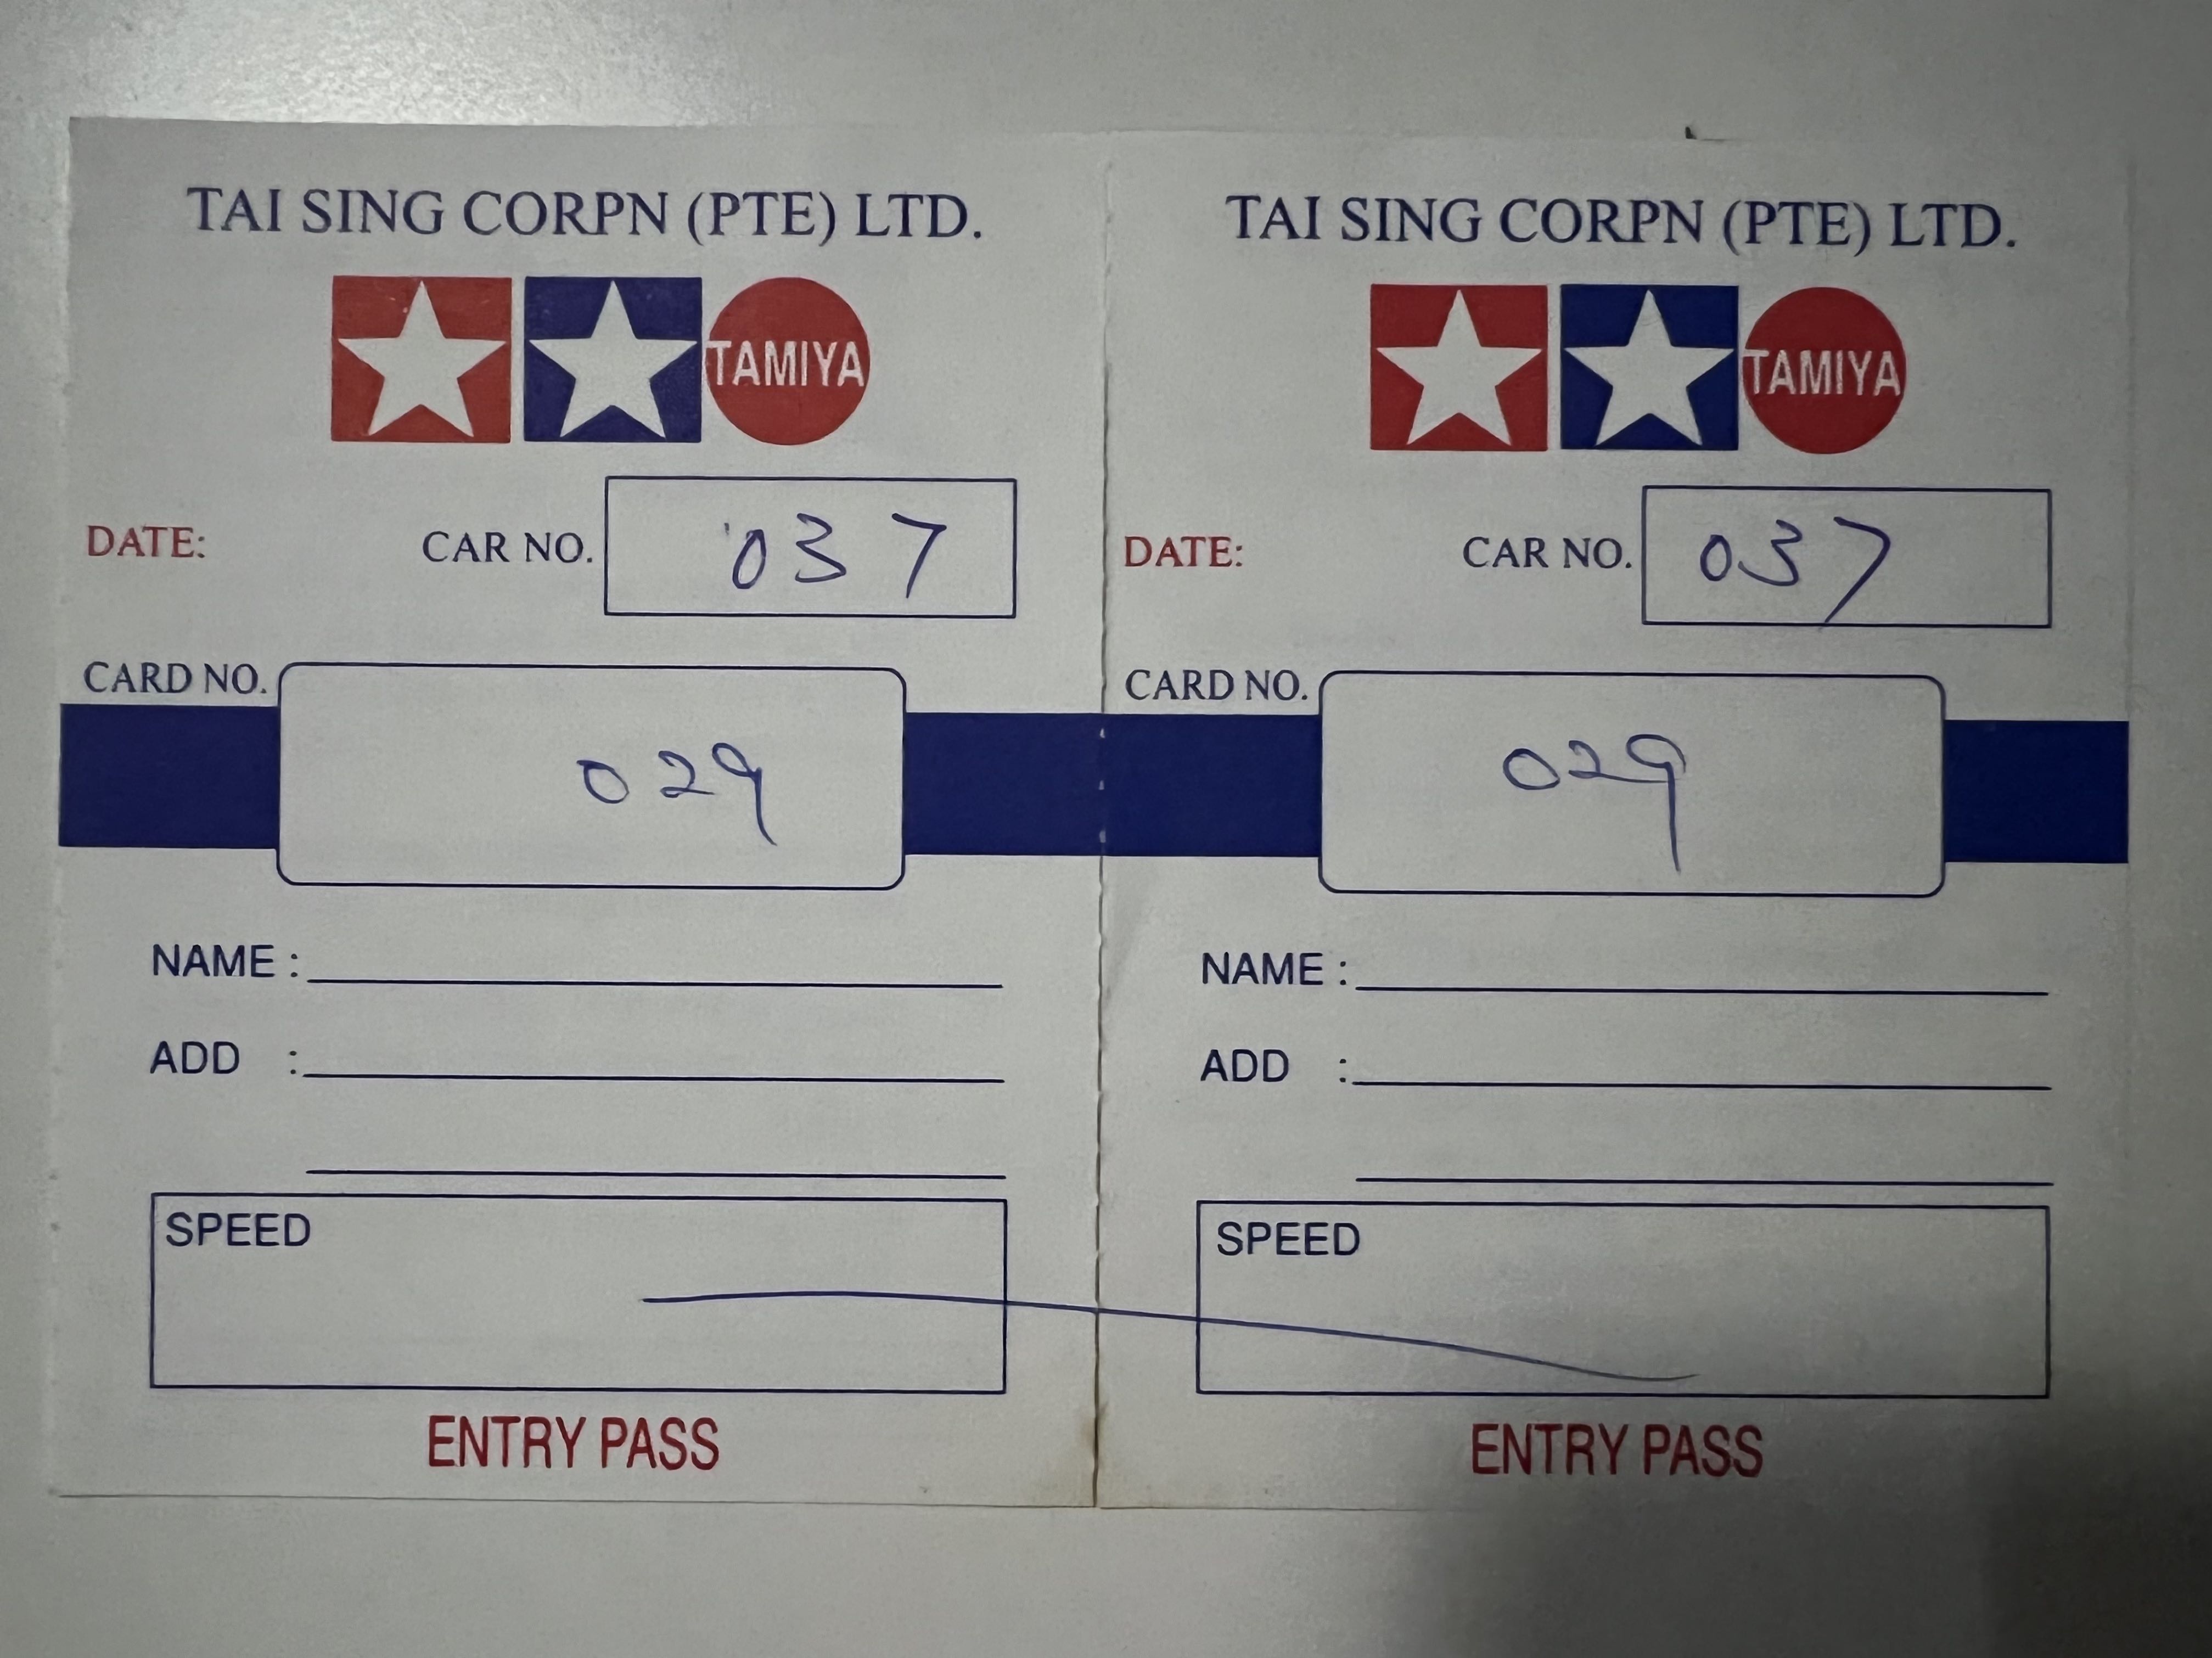 TAI SING CORPN (PTE) LTD.
TAMIYA
DATE: CAR NO. 037
CARD NO. 029
NAME :
ADD :
SPEED
ENTRY PASS
TAI SING CORPN (PTE) LTD.
TAMIYA
DATE: CAR NO. 037
CARD NO. 029
NAME :
ADD :
SPEED
ENTRY PASS